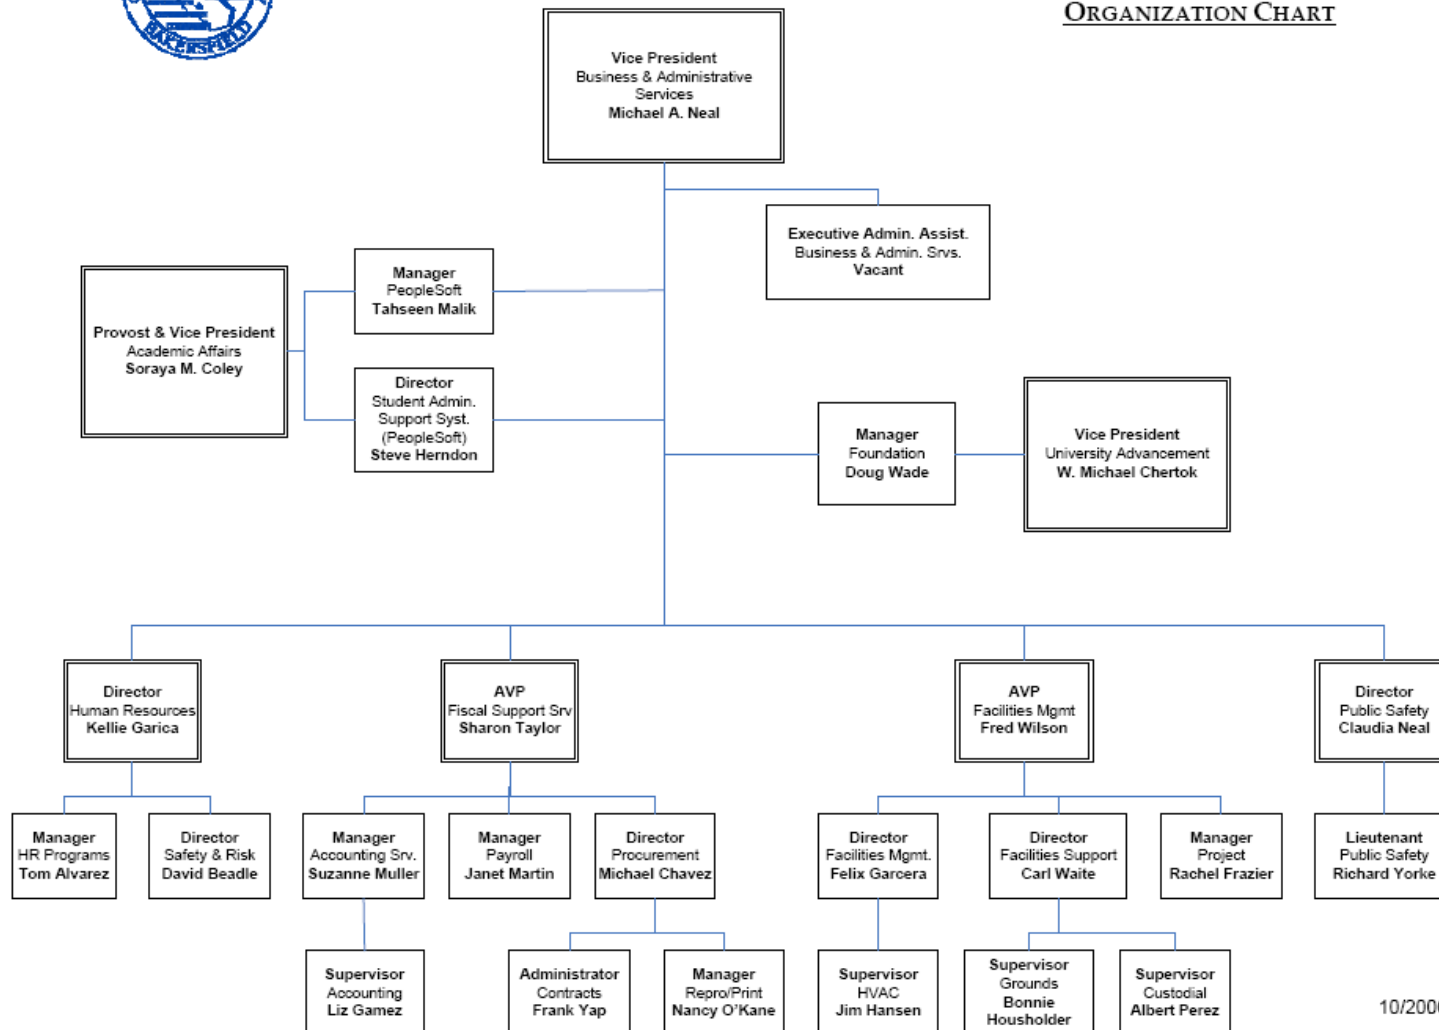 BAKERSFIELD
ORGANIZATION CHART
Vice President
Business & Administrative
Services
Michael A. Neal
Executive Admin. Assist.
Business & Admin. Srvs.
Vacant
Manager
PeopleSoft
Tahseen Malik
Provost & Vice President
Academic Affairs
Soraya M. Coley
Director
Student Admin.
Support Syst.
(PeopleSoft)
Steve Herndon
Manager
Foundation
Doug Wade
Vice President
University Advancement
W. Michael Chertok
Director
Human Resources
Kellie Garica
AVP
Fiscal Support Srv
Sharon Taylor
AVP
Facilities Mgmt
Fred Wilson
Director
Public Safety
Claudia Neal
Manager
HR Programs
Tom Alvarez
Director
Safety & Risk
David Beadle
Manager
Accounting Srv.
Suzanne Muller
Manager
Payroll
Janet Martin
Director
Procurement
Michael Chavez
Director
Facilities Mgmt.
Felix Garcera
Director
Facilities Support
Carl Waite
Manager
Project
Rachel Frazier
Lieutenant
Public Safety
Richard Yorke
Supervisor
Accounting
Liz Gamez
Administrator
Contracts
Frank Yap
Manager
Repro/Print
Nancy O'Kane
Supervisor
HVAC
Jim Hansen
Supervisor
Grounds
Bonnie
Housholder
Supervisor
Custodial
Albert Perez